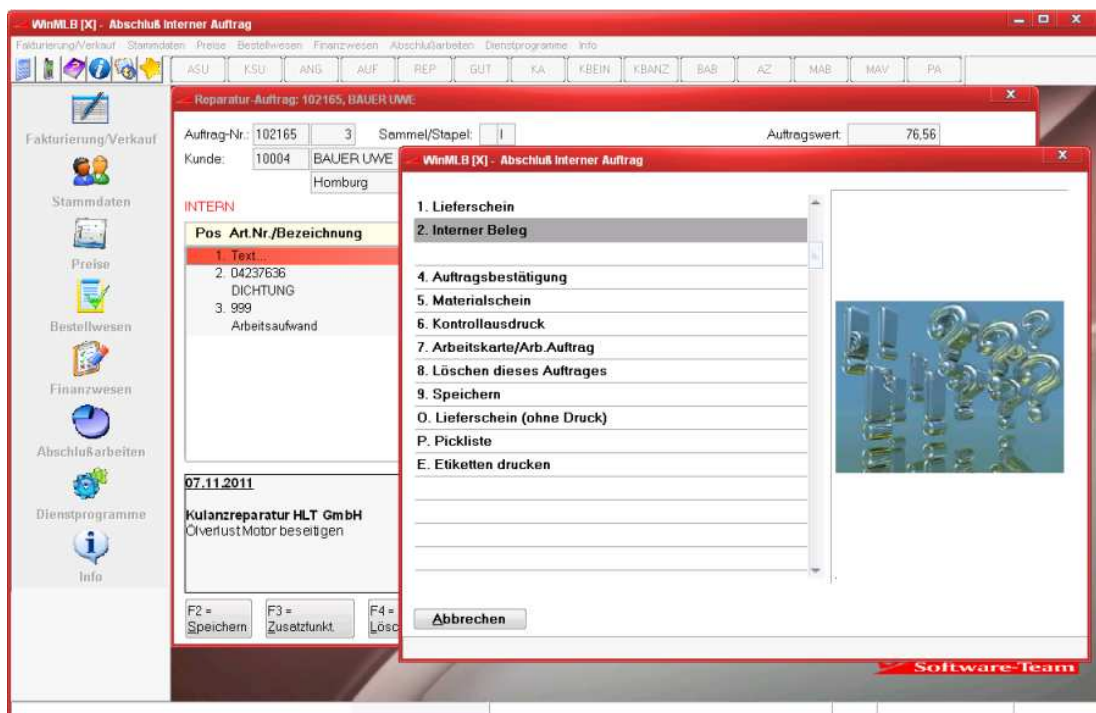 WinMLB [X] - Abschluß Interner Auftrag
Fakturierung/Verkauf Stammdaten Preise Bestellwesen Finanzwesen Abschlußarbeiten Dienstprogramme Info
ASU KSU ANG AUF REP GUT KA KBEIN KBANZ BAB AZ MAB MAV PA
Fakturierung/Verkauf
Stammdaten
Preise
Bestellwesen
Finanzwesen
Abschlußarbeiten
Dienstprogramme
Info
Reparatur-Auftrag: 102165, BAUER UWE
Auftrag-Nr.: 102165 3 Sammel/Stapel: I Auftragswert: 76,56
Kunde: 10004 BAUER UWE
Homburg
INTERN
Pos Art.Nr./Bezeichnung
1. Text...
2. 04237636
DICHTUNG
3. 999
Arbeitsaufwand
07.11.2011
Kulanzreparatur HLT GmbH
Ölverlust Motor beseitigen
F2 =
Speichern
F3 =
Zusatzfunkt.
F4 =
Lösc
WinMLB [X] - Abschluß Interner Auftrag
1. Lieferschein
2. Interner Beleg
4. Auftragsbestätigung
5. Materialschein
6. Kontrollausdruck
7. Arbeitskarte/Arb.Auftrag
8. Löschen dieses Auftrages
9. Speichern
O. Lieferschein (ohne Druck)
P. Pickliste
E. Etiketten drucken
Abbrechen
Software-Team